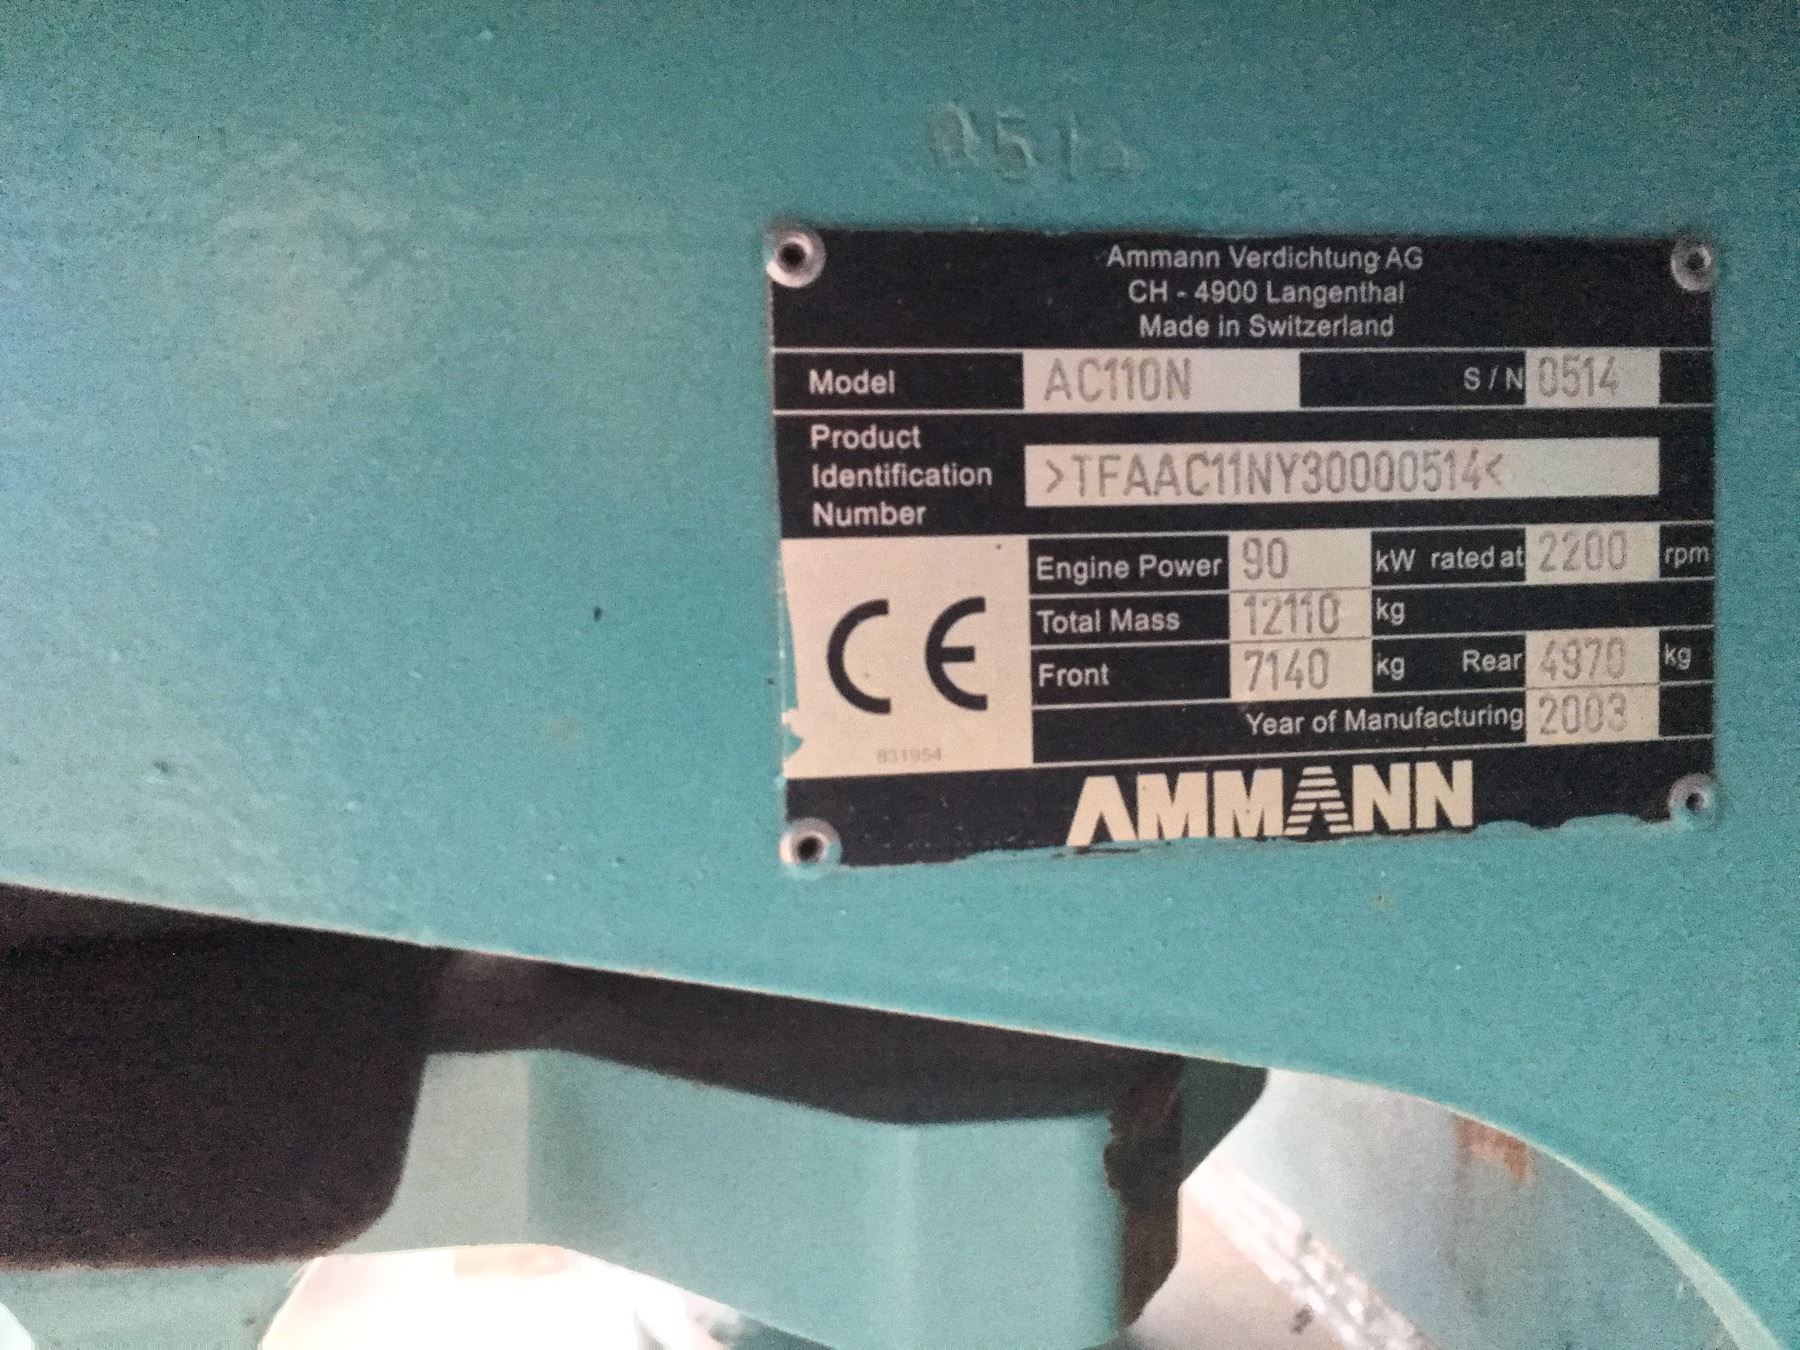 0514
Ammann Verdichtung AG
CH - 4900 Langenthal
Made in Switzerland
Model AC110N S / N 0514
Product
Identification
Number
>TFAAC11NY30000514<
Engine Power 90 kW rated at 2200 rpm
Total Mass 12110 kg
Front 7140 kg Rear 4970 kg
Year of Manufacturing 2003
CE
831954
AMMANN